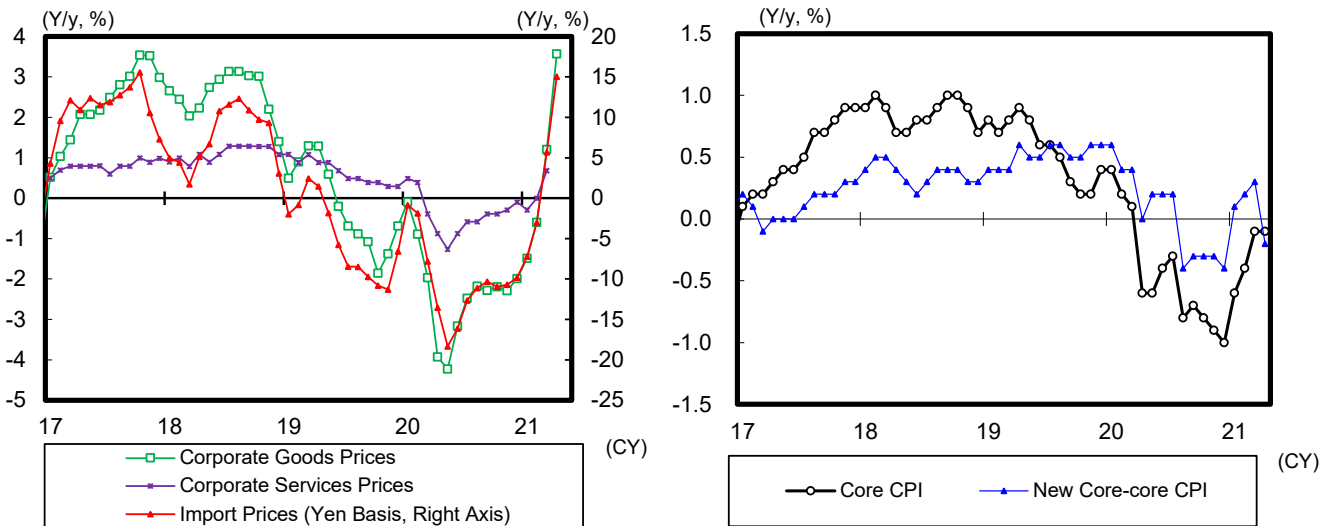 (Y/y, %)
(Y/y, %)
4
3
2
1
0
-1
-2
-3
-4
-5
20
15
10
5
0
-5
-10
-15
-20
-25
17 18 19 20 21
(CY)
Corporate Goods Prices
Corporate Services Prices
Import Prices (Yen Basis, Right Axis)
(Y/y, %)
1.5
1.0
0.5
0.0
-0.5
-1.0
-1.5
17 18 19 20 21
(CY)
Core CPI New Core-core CPI